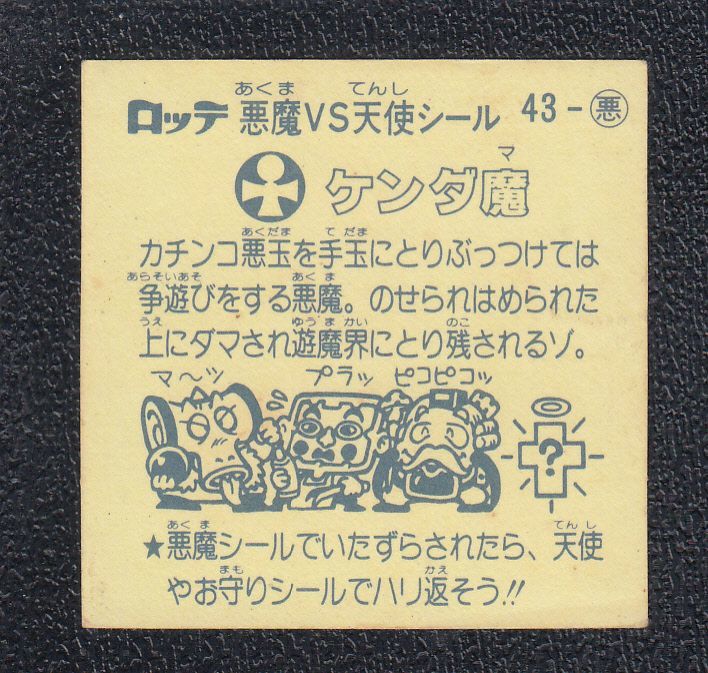 ロッテ 悪魔VS天使シール 43-悪
あくま てんし
ケンダ魔
マ
カチンコ悪玉を手玉にとりぶっつけては
あくだま て だま
争遊びをする悪魔。のせられはめられた
あらそいあそ あくま
上にダマされ遊魔界にとり残されるゾ。
うえ ゆうまかい のこ
マ〜ツ プラッ ピコピコッ
?
★悪魔シールでいたずらされたら、天使
あくま てんし
やお守りシールでハリ返そう!!
まも かえ